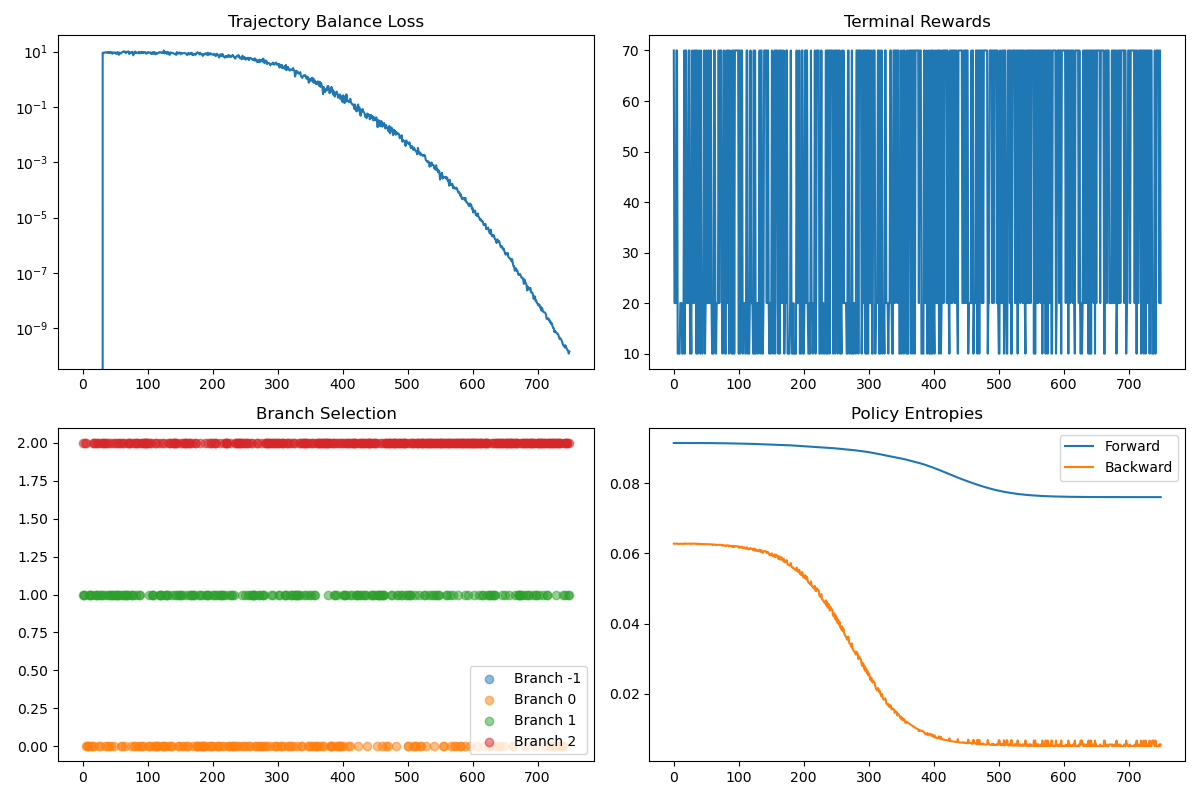 Trajectory Balance Loss
10¹
10⁻¹
10⁻³
10⁻⁵
10⁻⁷
10⁻⁹
0 100 200 300 400 500 600 700
Terminal Rewards
70
60
50
40
30
20
10
0 100 200 300 400 500 600 700
Branch Selection
2.00
1.75
1.50
1.25
1.00
0.75
0.50
0.25
0.00
Branch -1
Branch 0
Branch 1
Branch 2
0 100 200 300 400 500 600 700
Policy Entropies
Forward
Backward
0.08
0.06
0.04
0.02
0 100 200 300 400 500 600 700